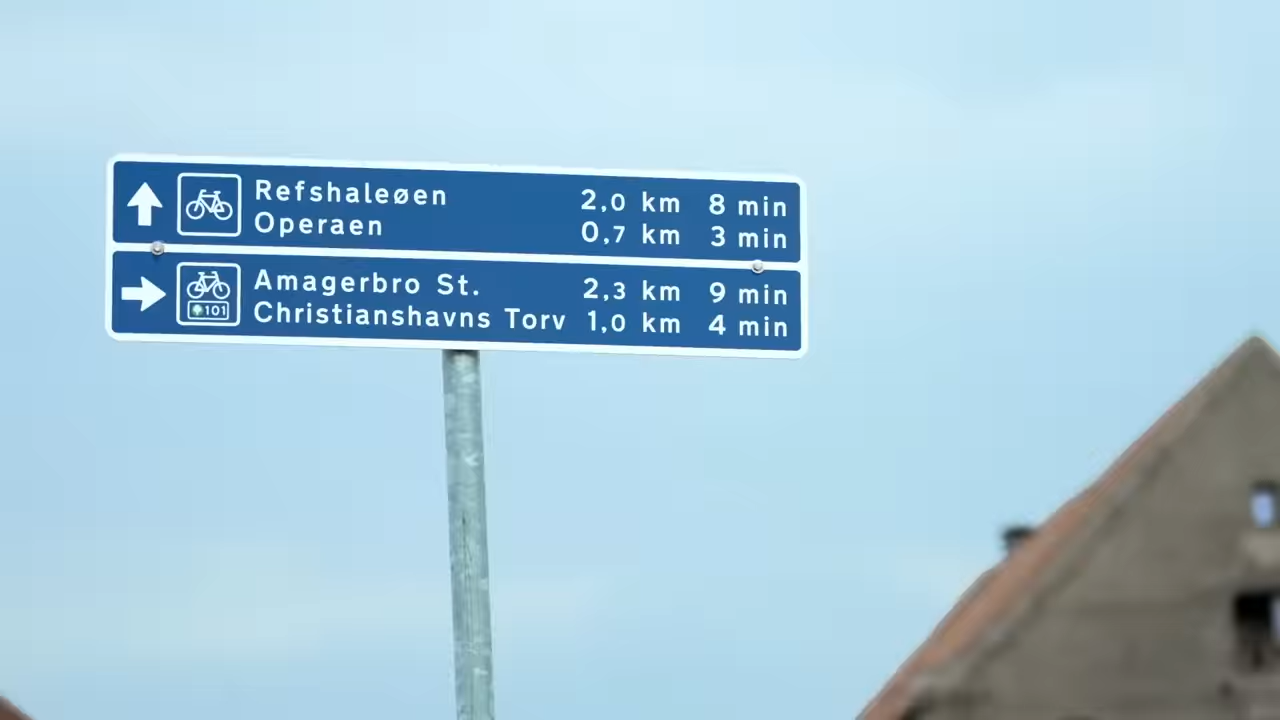 Refshaleøen 2,0 km 8 min
Operaen 0,7 km 3 min
Amagerbro St. 2,3 km 9 min
101
Christianshavns Torv 1,0 km 4 min